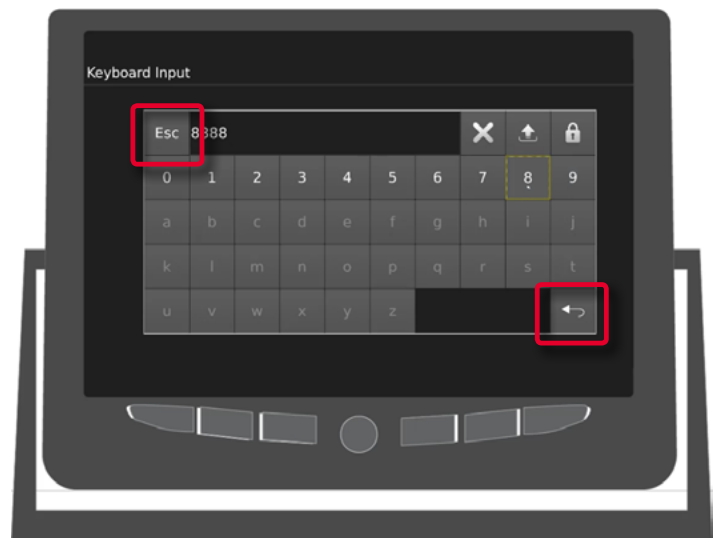 Keyboard Input
Esc 8888
0 1 2 3 4 5 6 7 8 9
a b c d e f g h i j
k l m n o p q r s t
u v w x y z